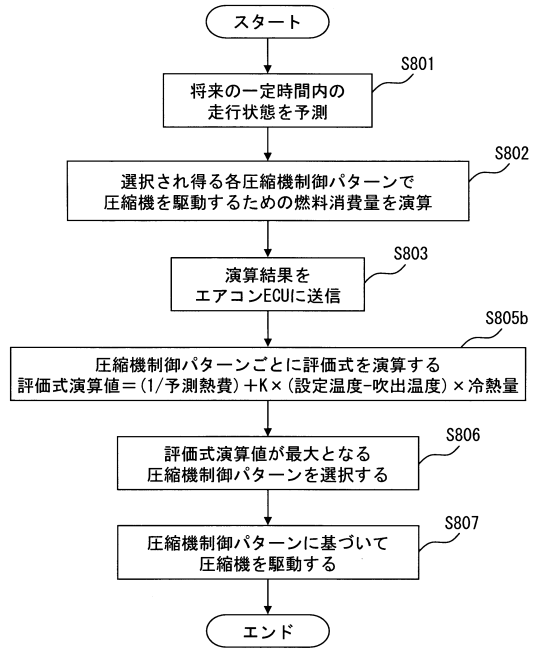 スタート
S801
将来の一定時間内の
走行状態を予測
S802
選択され得る各圧縮機制御パターンで
圧縮機を駆動するための燃料消費量を演算
S803
演算結果を
エアコンECUに送信
S805b
圧縮機制御パターンごとに評価式を演算する
評価式演算値=(1/予測熱費)+K×(設定温度-吹出温度)×冷熱量
S806
評価式演算値が最大となる
圧縮機制御パターンを選択する
S807
圧縮機制御パターンに基づいて
圧縮機を駆動する
エンド